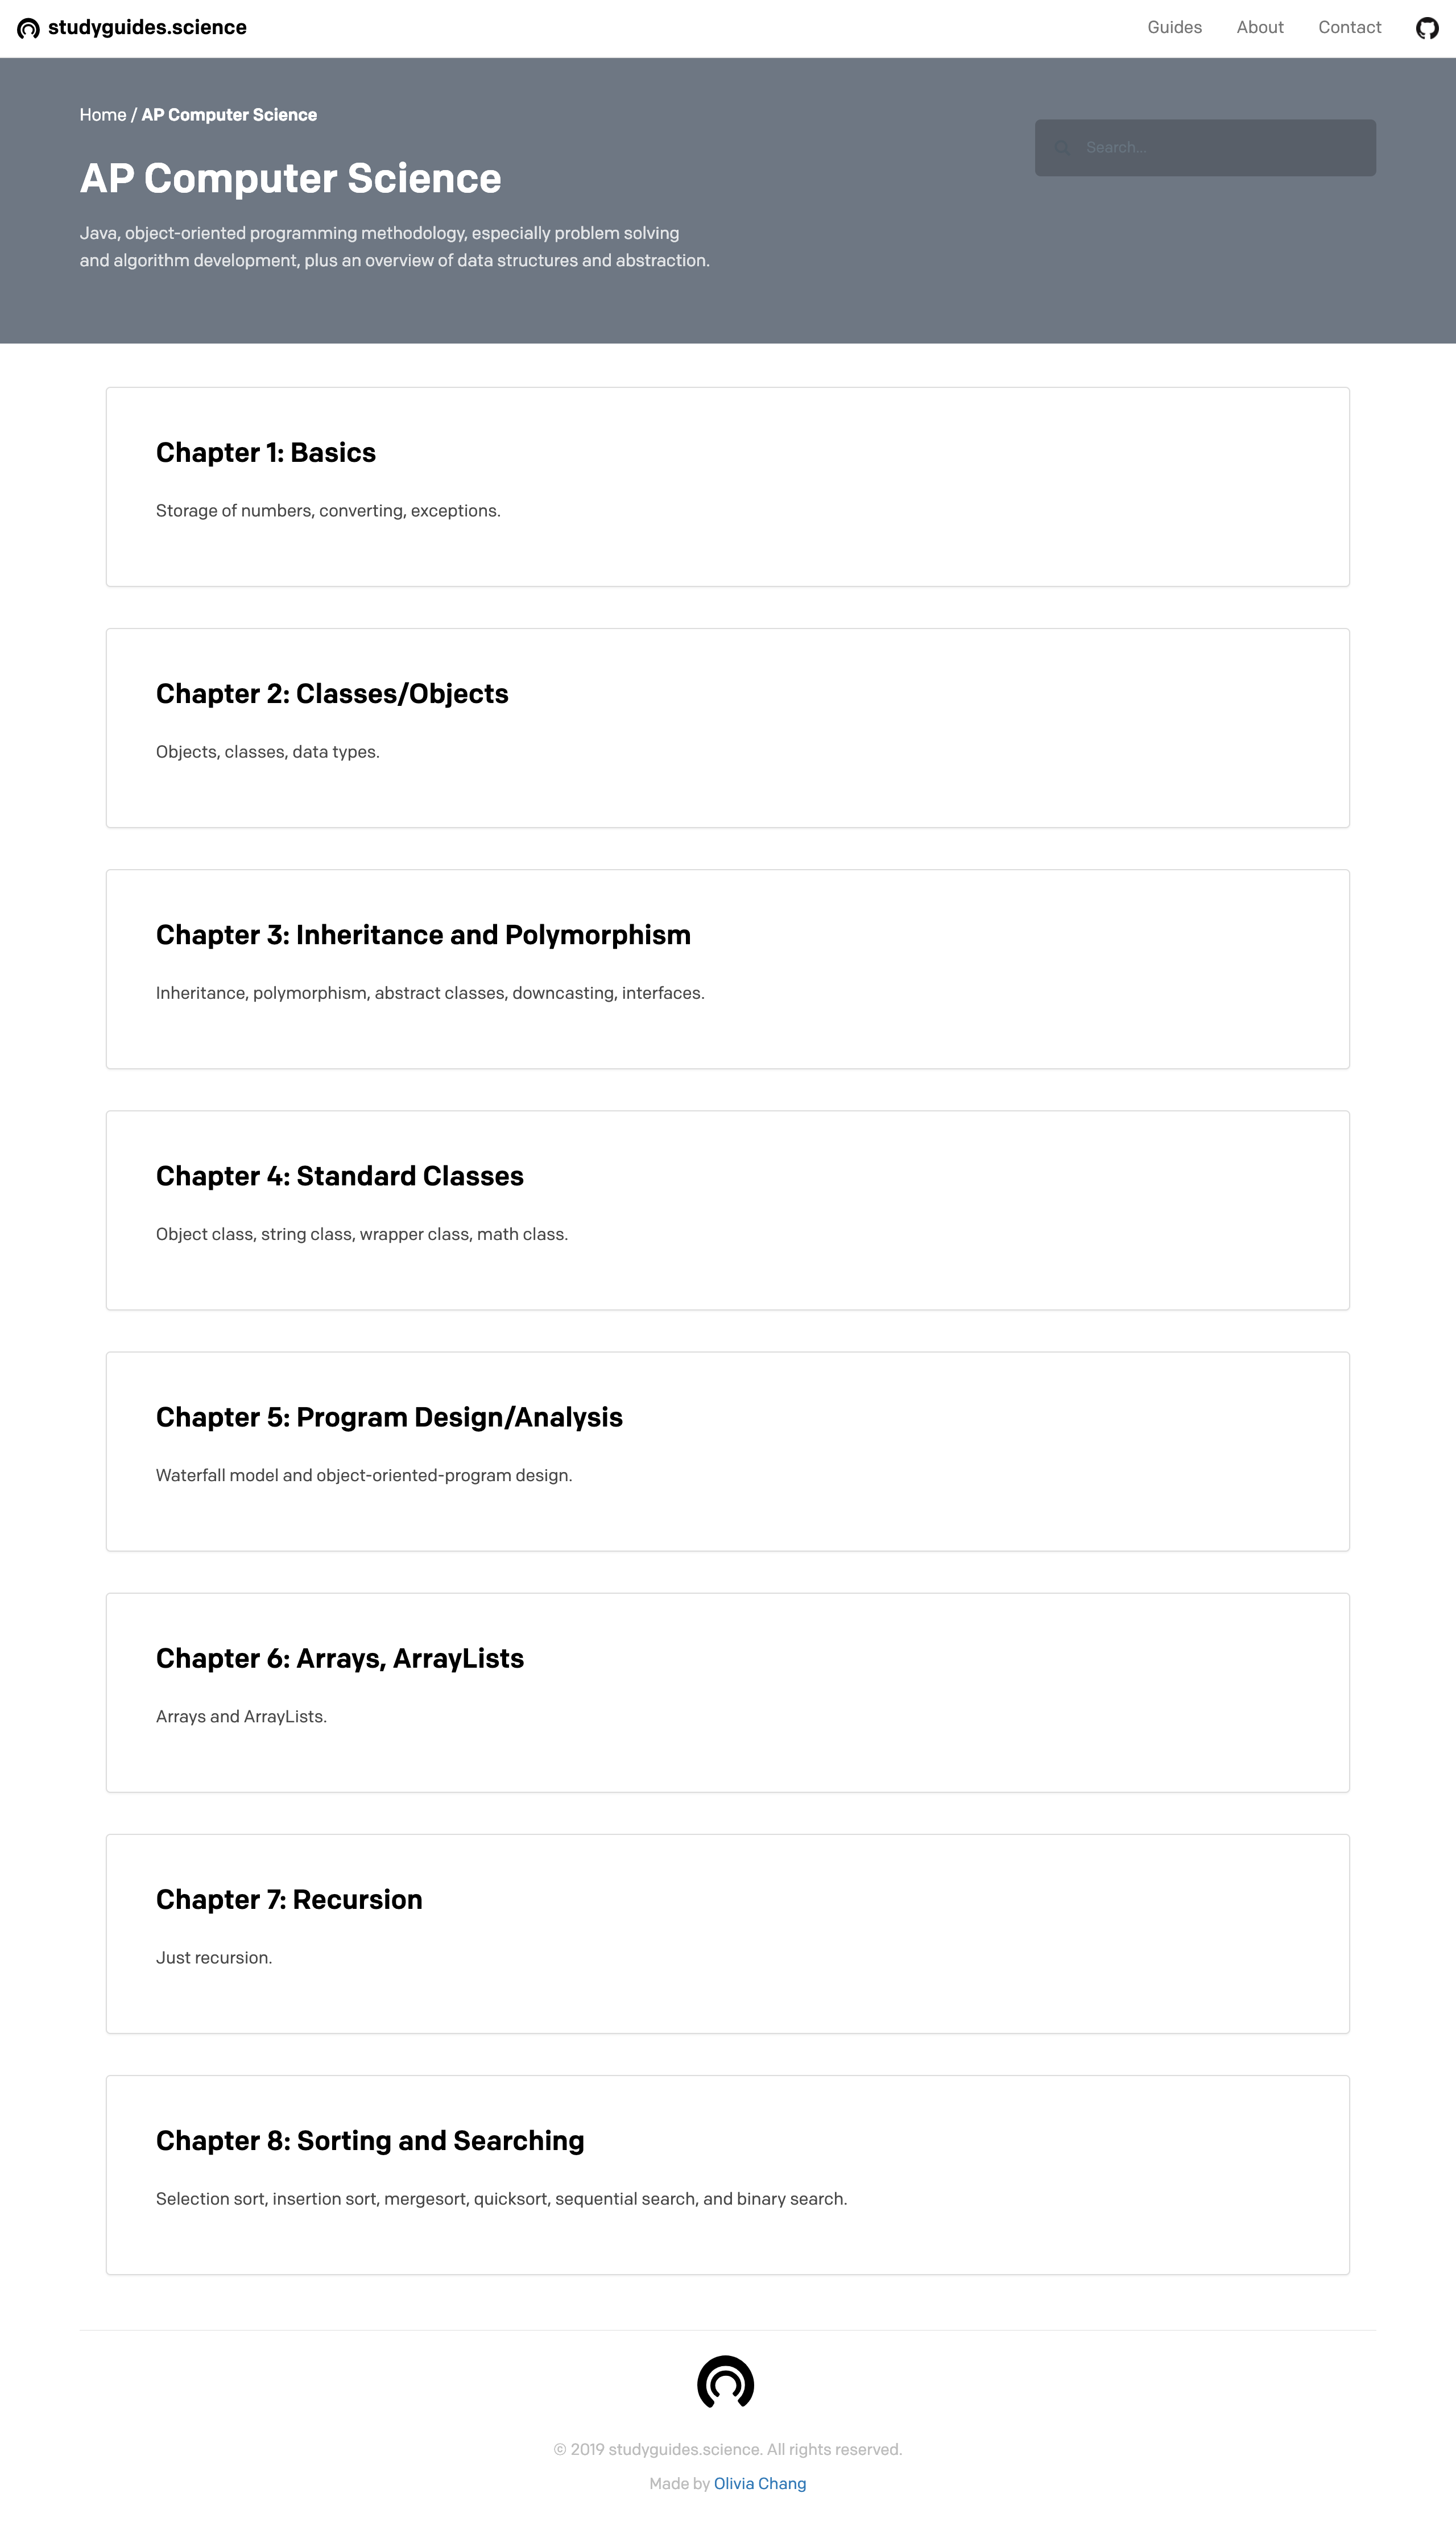 studyguides.science
Guides
About
Contact
Home / AP Computer Science
Search...
AP Computer Science
Java, object-oriented programming methodology, especially problem solving
and algorithm development, plus an overview of data structures and abstraction.
Chapter 1: Basics
Storage of numbers, converting, exceptions.
Chapter 2: Classes/Objects
Objects, classes, data types.
Chapter 3: Inheritance and Polymorphism
Inheritance, polymorphism, abstract classes, downcasting, interfaces.
Chapter 4: Standard Classes
Object class, string class, wrapper class, math class.
Chapter 5: Program Design/Analysis
Waterfall model and object-oriented-program design.
Chapter 6: Arrays, ArrayLists
Arrays and ArrayLists.
Chapter 7: Recursion
Just recursion.
Chapter 8: Sorting and Searching
Selection sort, insertion sort, mergesort, quicksort, sequential search, and binary search.
© 2019 studyguides.science. All rights reserved.
Made by Olivia Chang